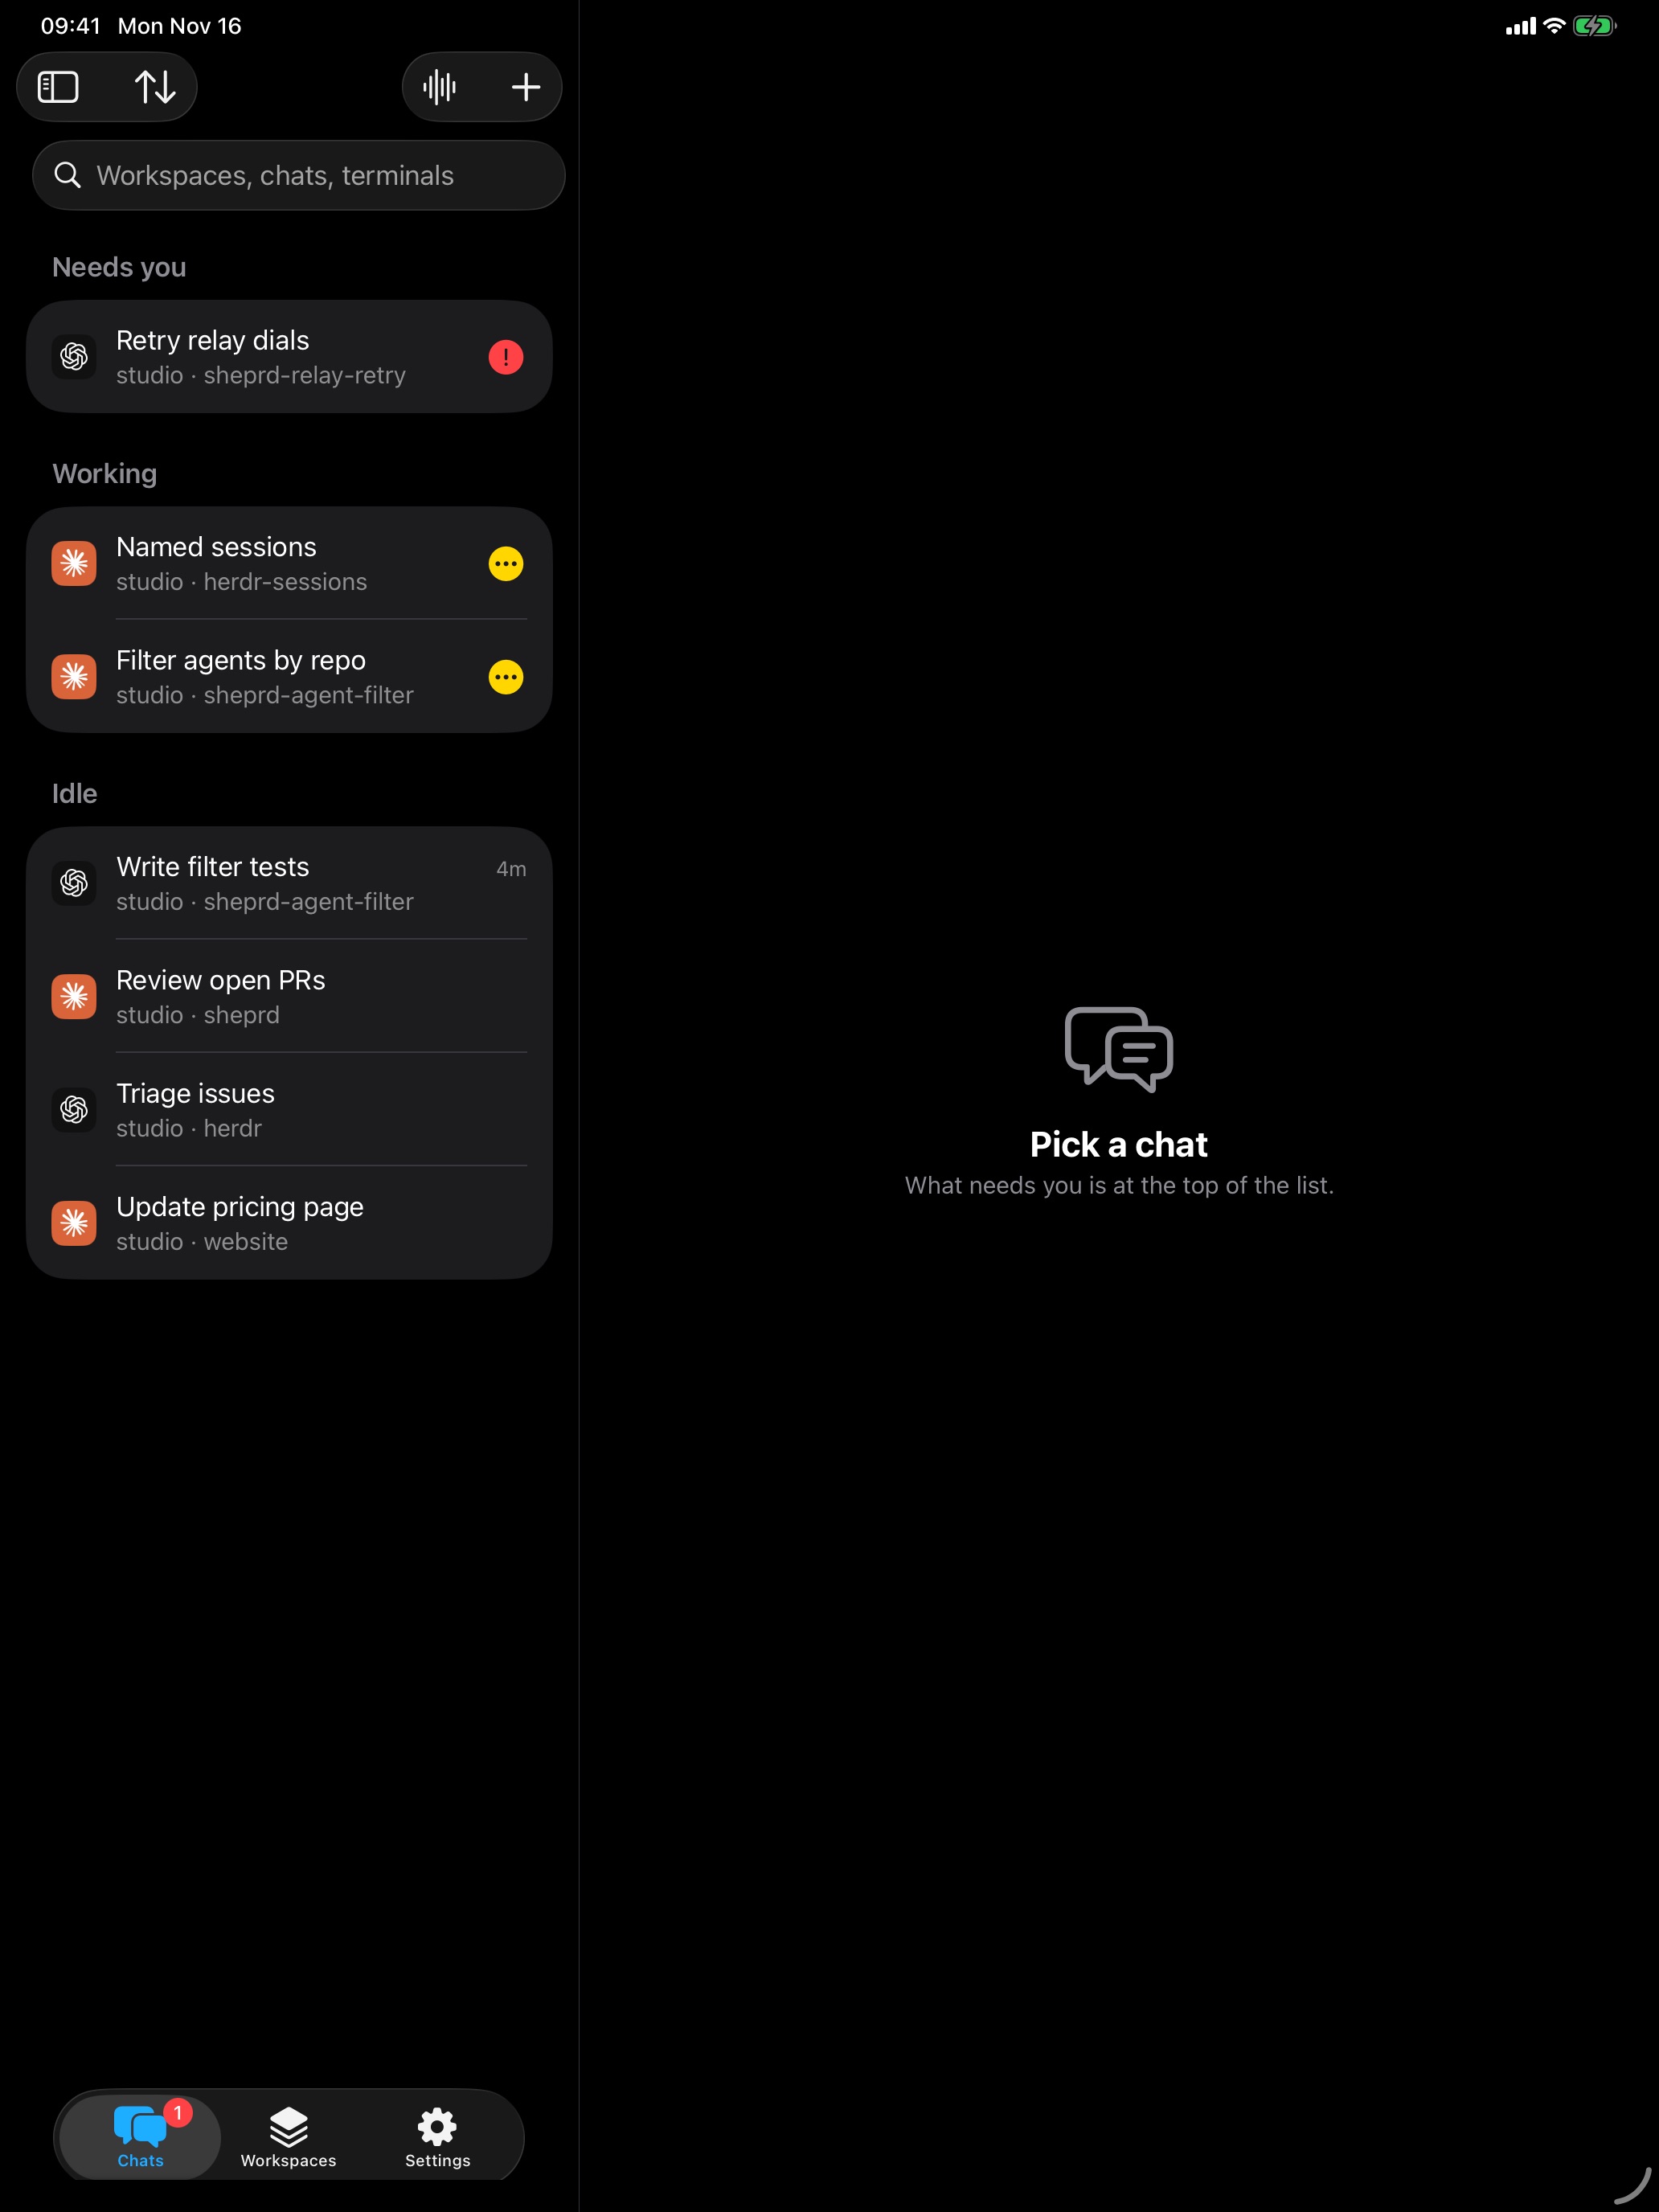 09:41 Mon Nov 16
Workspaces, chats, terminals
Needs you
Retry relay dials
studio · sheprd-relay-retry
!
Working
Named sessions
studio · herdr-sessions
Filter agents by repo
studio · sheprd-agent-filter
Idle
Write filter tests
4m
studio · sheprd-agent-filter
Review open PRs
studio · sheprd
Triage issues
studio · herdr
Update pricing page
studio · website
Pick a chat
What needs you is at the top of the list.
1
Chats
Workspaces
Settings